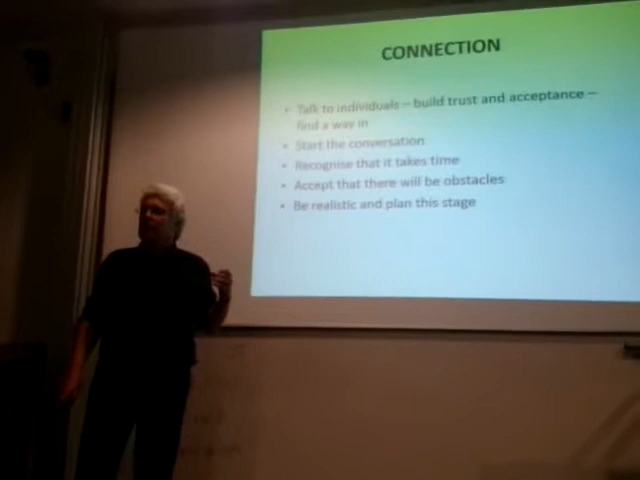 CONNECTION
• Talk to individuals – build trust and acceptance –
find a way in
• Start the conversation
• Recognise that it takes time
• Accept that there will be obstacles
• Be realistic and plan this stage